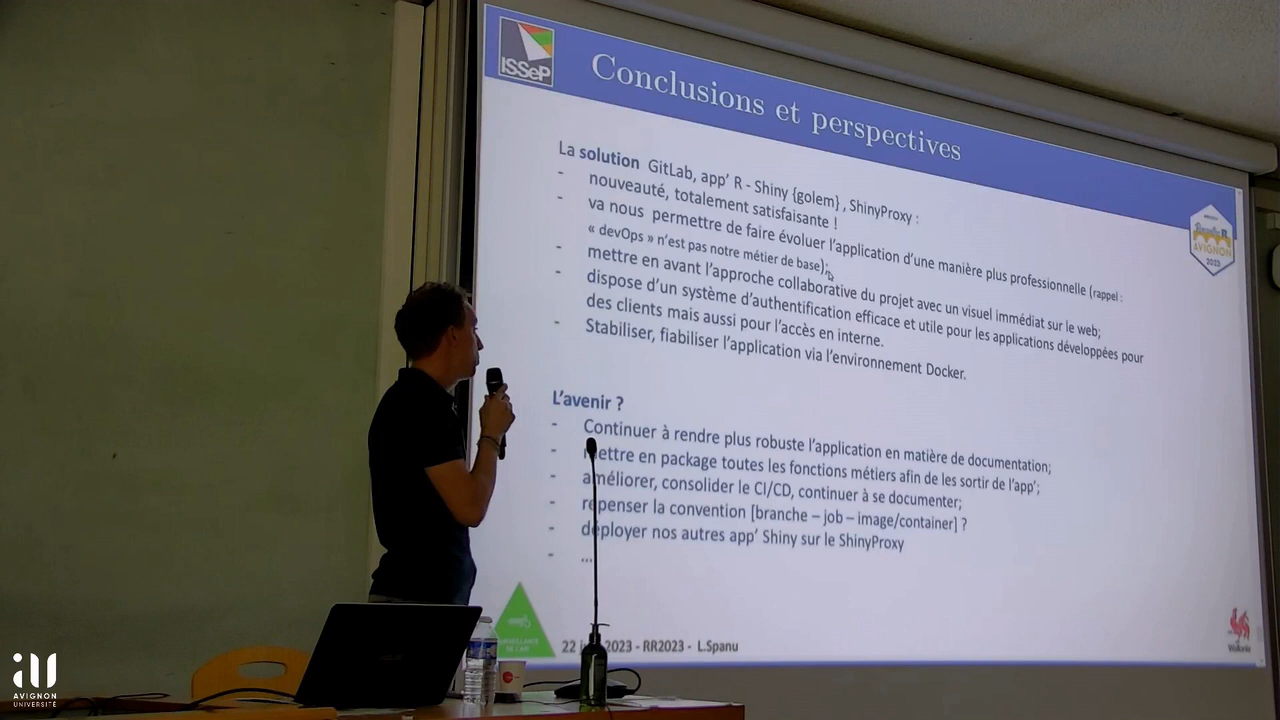 ISSeP
Conclusions et perspectives
La solution GitLab, app' R - Shiny {golem} , ShinyProxy :
- nouveauté, totalement satisfaisante !
- va nous permettre de faire évoluer l'application d'une manière plus professionnelle (rappel :
« devOps » n'est pas notre métier de base);
- mettre en avant l'approche collaborative du projet avec un visuel immédiat sur le web;
- dispose d'un système d'authentification efficace et utile pour les applications développées pour
des clients mais aussi pour l'accès en interne.
- Stabiliser, fiabiliser l'application via l'environnement Docker.
AVIGNON
2023
L'avenir ?
- Continuer à rendre plus robuste l'application en matière de documentation;
- mettre en package toutes les fonctions métiers afin de les sortir de l'app';
- améliorer, consolider le CI/CD, continuer à se documenter;
- repenser la convention [branche – job – image/container] ?
- déployer nos autres app' Shiny sur le ShinyProxy
- ...
SURVEILLANCE
DE L'AIR
22 2023 - RR2023 - L.Spanu
Wallonie
AVIGNON
UNIVERSITÉ